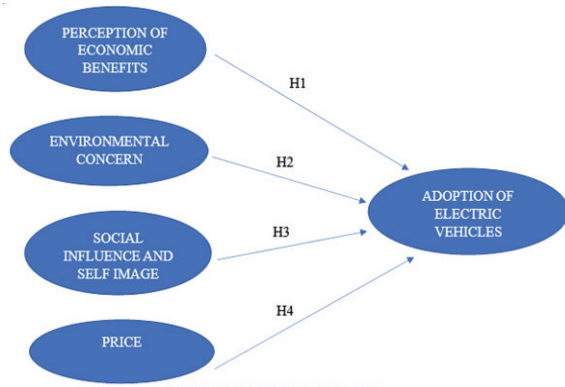 PERCEPTION OF
ECONOMIC
BENEFITS
H1
ENVIRONMENTAL
CONCERN
H2
ADOPTION OF
ELECTRIC
VEHICLES
SOCIAL
INFLUENCE AND
SELF IMAGE
H3
H4
PRICE